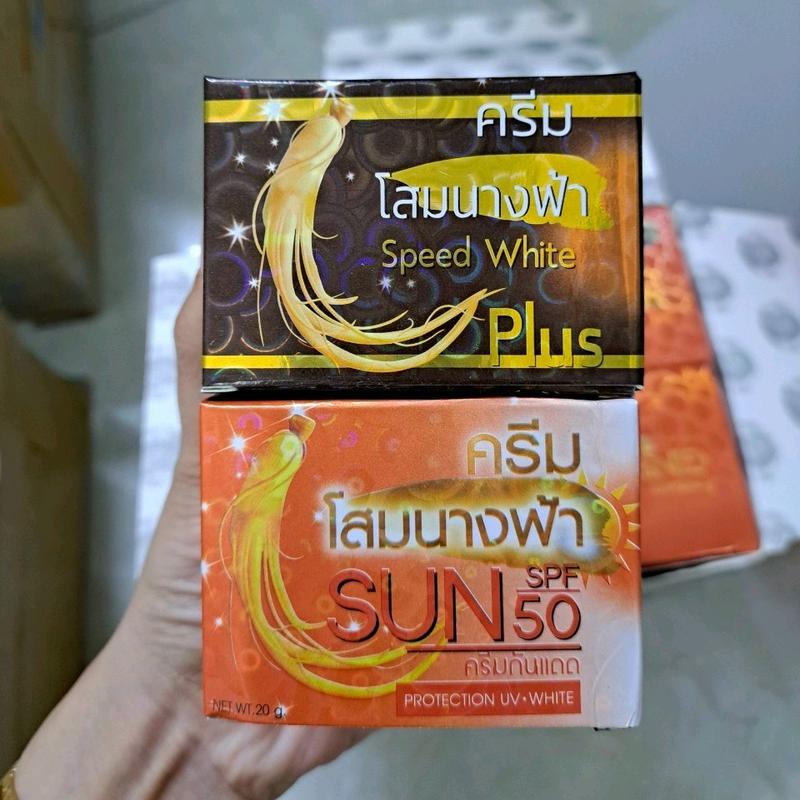 ครีม
โสมนางฟ้า
Speed White
Plus
ครีม
โสมนางฟ้า
SUN SPF 50
ครีมกันแดด
PROTECTION UV • WHITE
NET WT. 20 g.